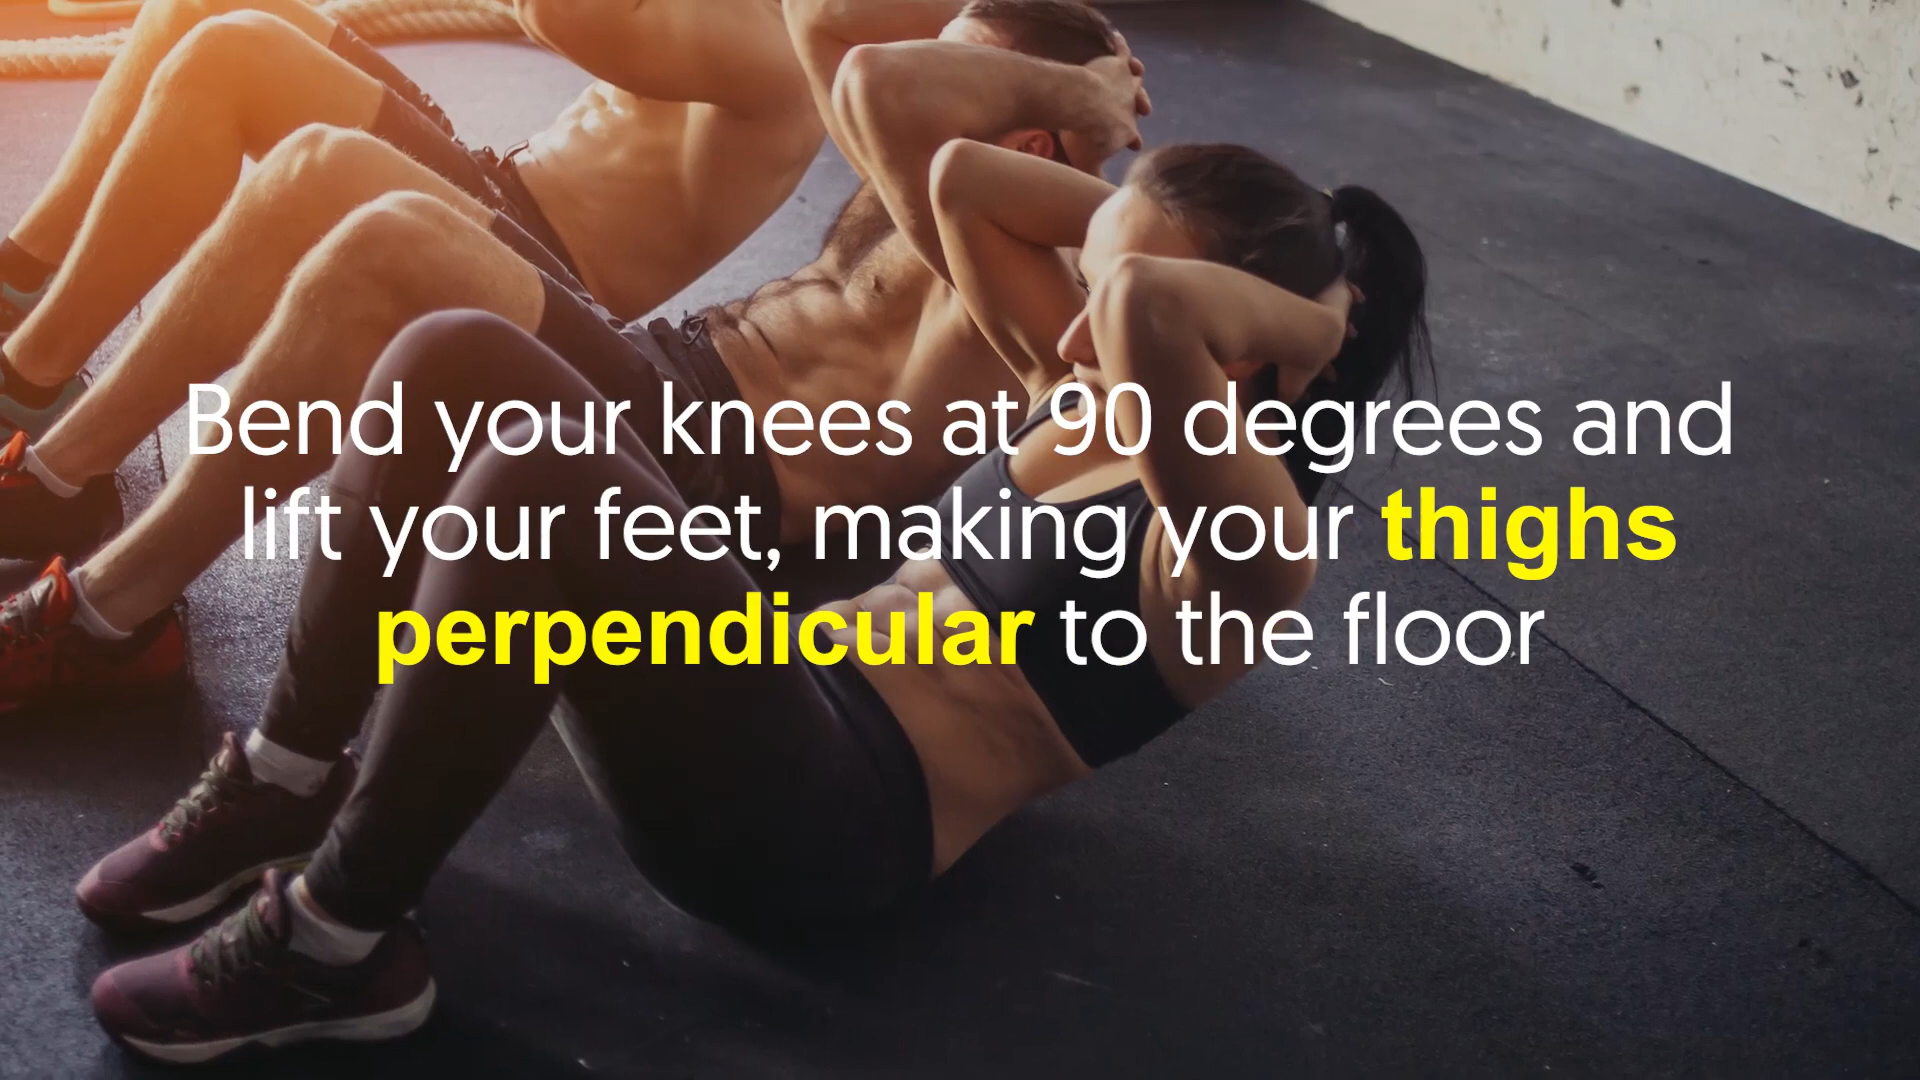 Bend your knees at 90 degrees and
lift your feet, making your thighs
perpendicular to the floor